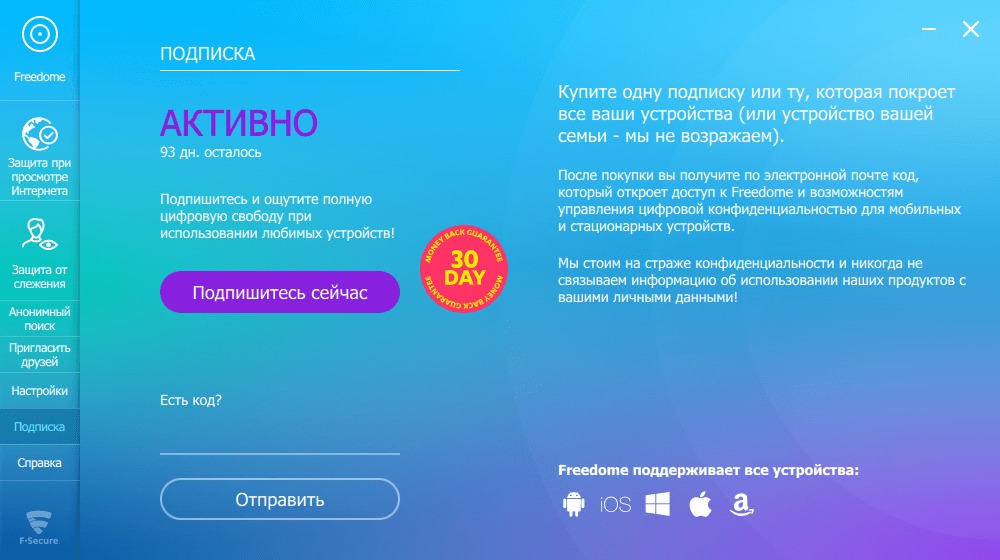 Freedome
Защита при
просмотре
Интернета
Защита от
слежения
Анонимный
поиск
Пригласить
друзей
Настройки
Подписка
Справка
F-Secure
ПОДПИСКА
АКТИВНО
93 дн. осталось
Подпишитесь и ощутите полную
цифровую свободу при
использовании любимых устройств!
Подпишитесь сейчас
MONEY BACK GUARANTEE
30
DAY
MONEY BACK GUARANTEE
Есть код?
Отправить
Купите одну подписку или ту, которая покроет
все ваши устройства (или устройство вашей
семьи - мы не возражаем).
После покупки вы получите по электронной почте код,
который откроет доступ к Freedome и возможностям
управления цифровой конфиденциальностью для мобильных
и стационарных устройств.
Мы стоим на страже конфиденциальности и никогда не
связываем информацию об использовании наших продуктов с
вашими личными данными!
Freedome поддерживает все устройства:
iOS
a